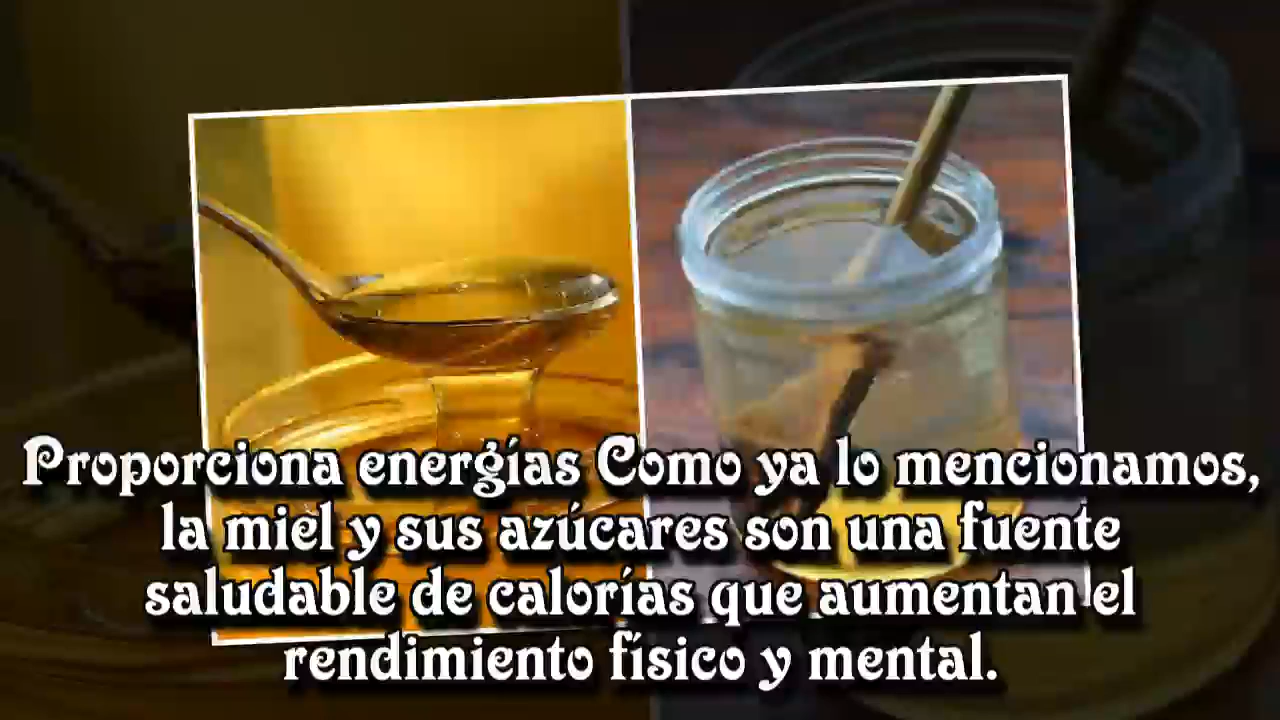 Proporciona energías Como ya lo mencionamos,
la miel y sus azúcares son una fuente
saludable de calorías que aumentan el
rendimiento físico y mental.